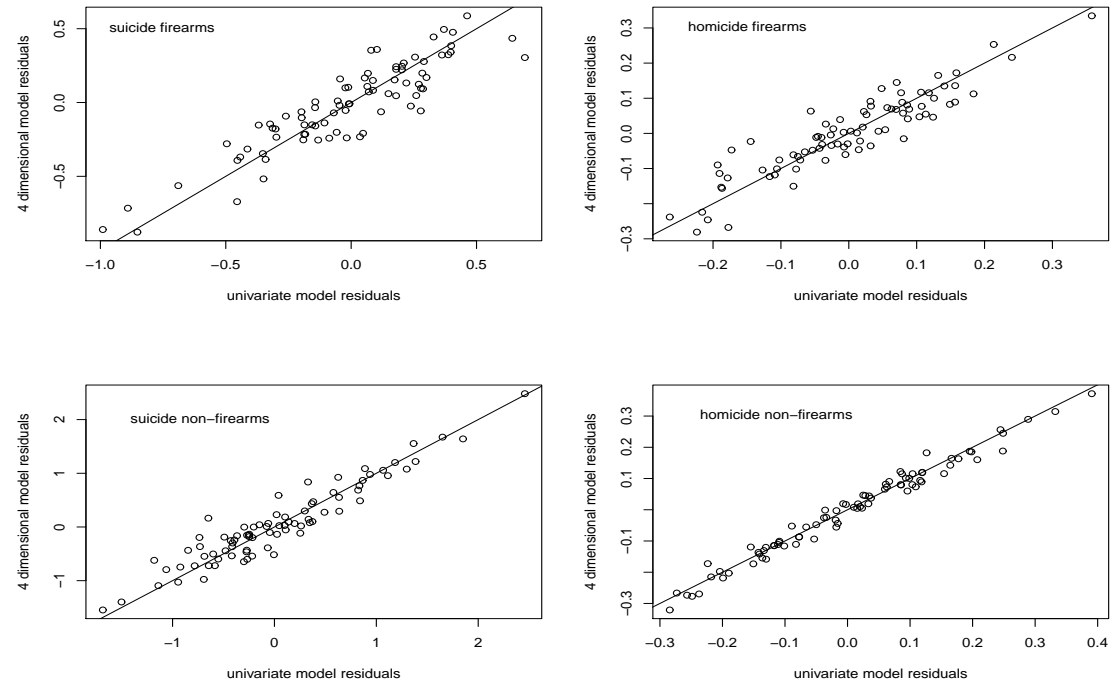 suicide firearms
4 dimensional model residuals
0.5
0.0
−0.5
−1.0 −0.5 0.0 0.5
univariate model residuals
homicide firearms
4 dimensional model residuals
0.3
0.2
0.1
0.0
−0.1
−0.3
−0.2 −0.1 0.0 0.1 0.2 0.3
univariate model residuals
suicide non−firearms
4 dimensional model residuals
2
1
0
−1
−1 0 1 2
univariate model residuals
homicide non−firearms
4 dimensional model residuals
0.3
0.1
−0.1
−0.3
−0.3 −0.2 −0.1 0.0 0.1 0.2 0.3 0.4
univariate model residuals